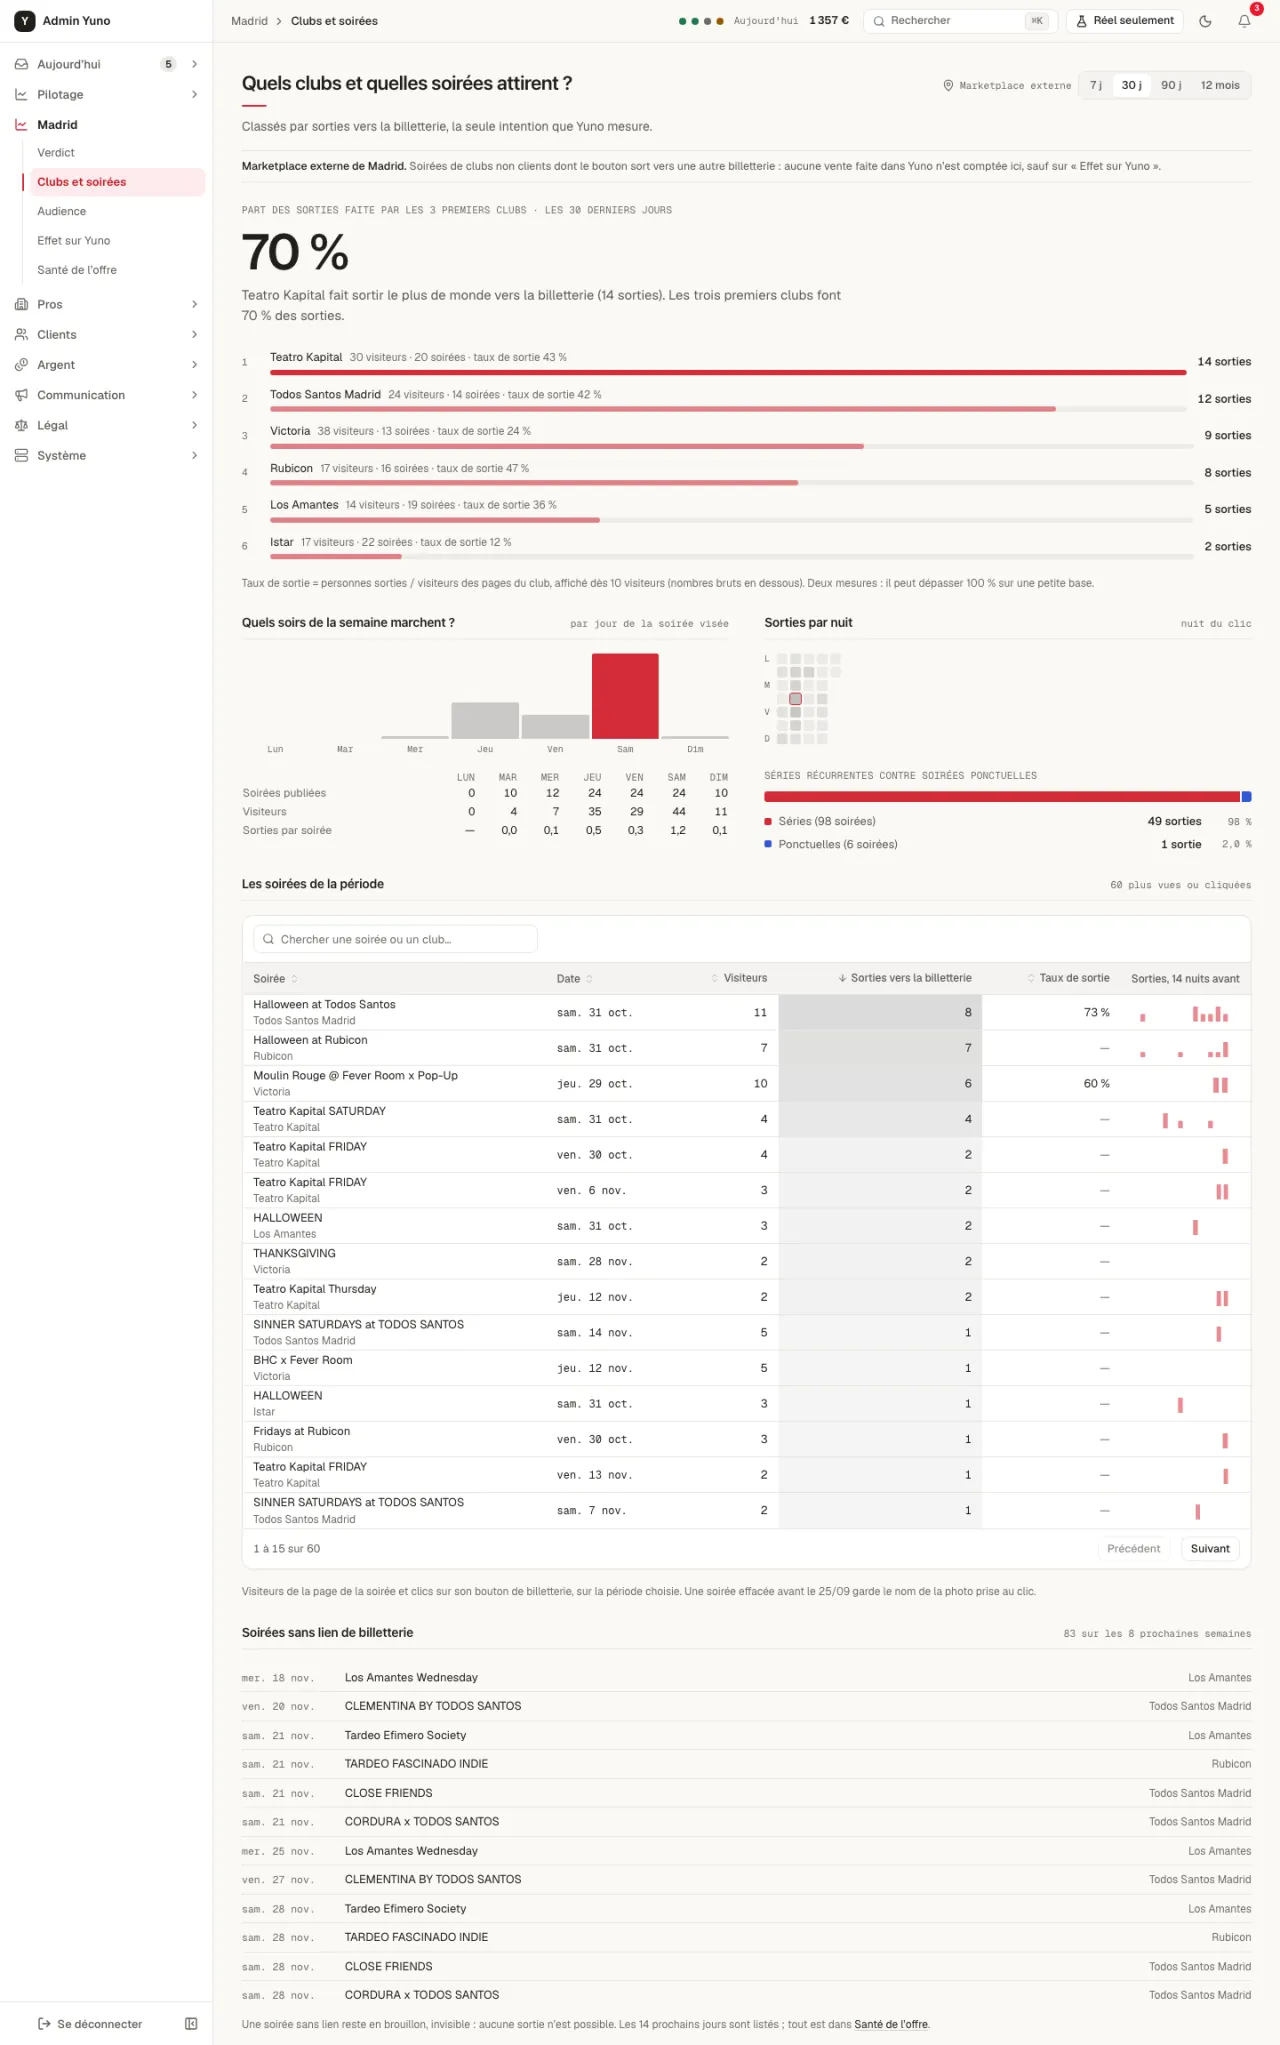 Y Admin Yuno
Aujourd'hui 5
Pilotage
Madrid
Verdict
Clubs et soirées
Audience
Effet sur Yuno
Santé de l'offre
Pros
Clients
Argent
Communication
Légal
Système
Se déconnecter
Madrid > Clubs et soirées
Aujourd'hui 1 357 €
Rechercher ⌘K
Réel seulement
3
Quels clubs et quelles soirées attirent ?
Marketplace externe 7 j 30 j 90 j 12 mois
Classés par sorties vers la billetterie, la seule intention que Yuno mesure.
Marketplace externe de Madrid. Soirées de clubs non clients dont le bouton sort vers une autre billetterie : aucune vente faite dans Yuno n'est comptée ici, sauf sur « Effet sur Yuno ».
PART DES SORTIES FAITE PAR LES 3 PREMIERS CLUBS · LES 30 DERNIERS JOURS
70 %
Teatro Kapital fait sortir le plus de monde vers la billetterie (14 sorties). Les trois premiers clubs font
70 % des sorties.
1 Teatro Kapital 30 visiteurs · 20 soirées · taux de sortie 43 % 14 sorties
2 Todos Santos Madrid 24 visiteurs · 14 soirées · taux de sortie 42 % 12 sorties
3 Victoria 38 visiteurs · 13 soirées · taux de sortie 24 % 9 sorties
4 Rubicon 17 visiteurs · 16 soirées · taux de sortie 47 % 8 sorties
5 Los Amantes 14 visiteurs · 19 soirées · taux de sortie 36 % 5 sorties
6 Istar 17 visiteurs · 22 soirées · taux de sortie 12 % 2 sorties
Taux de sortie = personnes sorties / visiteurs des pages du club, affiché dès 10 visiteurs (nombres bruts en dessous). Deux mesures : il peut dépasser 100 % sur une petite base.
Quels soirs de la semaine marchent ? par jour de la soirée visée
Lun Mar Mer Jeu Ven Sam Dim
LUN MAR MER JEU VEN SAM DIM
Soirées publiées 0 10 12 24 24 24 10
Visiteurs 0 4 7 35 29 44 11
Sorties par soirée — 0,0 0,1 0,5 0,3 1,2 0,1
Sorties par nuit nuit du clic
L
M
V
D
SÉRIES RÉCURRENTES CONTRE SOIRÉES PONCTUELLES
Séries (98 soirées) 49 sorties 98 %
Ponctuelles (6 soirées) 1 sortie 2,0 %
Les soirées de la période 60 plus vues ou cliquées
Chercher une soirée ou un club…
Soirée Date Visiteurs ↓ Sorties vers la billetterie Taux de sortie Sorties, 14 nuits avant
Halloween at Todos Santos
Todos Santos Madrid sam. 31 oct. 11 8 73 %
Halloween at Rubicon
Rubicon sam. 31 oct. 7 7 —
Moulin Rouge @ Fever Room x Pop-Up
Victoria jeu. 29 oct. 10 6 60 %
Teatro Kapital SATURDAY
Teatro Kapital sam. 31 oct. 4 4 —
Teatro Kapital FRIDAY
Teatro Kapital ven. 30 oct. 4 2 —
Teatro Kapital FRIDAY
Teatro Kapital ven. 6 nov. 3 2 —
HALLOWEEN
Los Amantes sam. 31 oct. 3 2 —
THANKSGIVING
Victoria sam. 28 nov. 2 2 —
Teatro Kapital Thursday
Teatro Kapital jeu. 12 nov. 2 2 —
SINNER SATURDAYS at TODOS SANTOS
Todos Santos Madrid sam. 14 nov. 5 1 —
BHC x Fever Room
Victoria jeu. 12 nov. 5 1 —
HALLOWEEN
Istar sam. 31 oct. 3 1 —
Fridays at Rubicon
Rubicon ven. 30 oct. 3 1 —
Teatro Kapital FRIDAY
Teatro Kapital ven. 13 nov. 2 1 —
SINNER SATURDAYS at TODOS SANTOS
Todos Santos Madrid sam. 7 nov. 2 1 —
1 à 15 sur 60 Précédent Suivant
Visiteurs de la page de la soirée et clics sur son bouton de billetterie, sur la période choisie. Une soirée effacée avant le 25/09 garde le nom de la photo prise au clic.
Soirées sans lien de billetterie 83 sur les 8 prochaines semaines
mer. 18 nov. Los Amantes Wednesday Los Amantes
ven. 20 nov. CLEMENTINA BY TODOS SANTOS Todos Santos Madrid
sam. 21 nov. Tardeo Efimero Society Los Amantes
sam. 21 nov. TARDEO FASCINADO INDIE Rubicon
sam. 21 nov. CLOSE FRIENDS Todos Santos Madrid
sam. 21 nov. CORDURA x TODOS SANTOS Todos Santos Madrid
mer. 25 nov. Los Amantes Wednesday Los Amantes
ven. 27 nov. CLEMENTINA BY TODOS SANTOS Todos Santos Madrid
sam. 28 nov. Tardeo Efimero Society Los Amantes
sam. 28 nov. TARDEO FASCINADO INDIE Rubicon
sam. 28 nov. CLOSE FRIENDS Todos Santos Madrid
sam. 28 nov. CORDURA x TODOS SANTOS Todos Santos Madrid
Une soirée sans lien reste en brouillon, invisible : aucune sortie n'est possible. Les 14 prochains jours sont listés ; tout est dans Santé de l'offre.